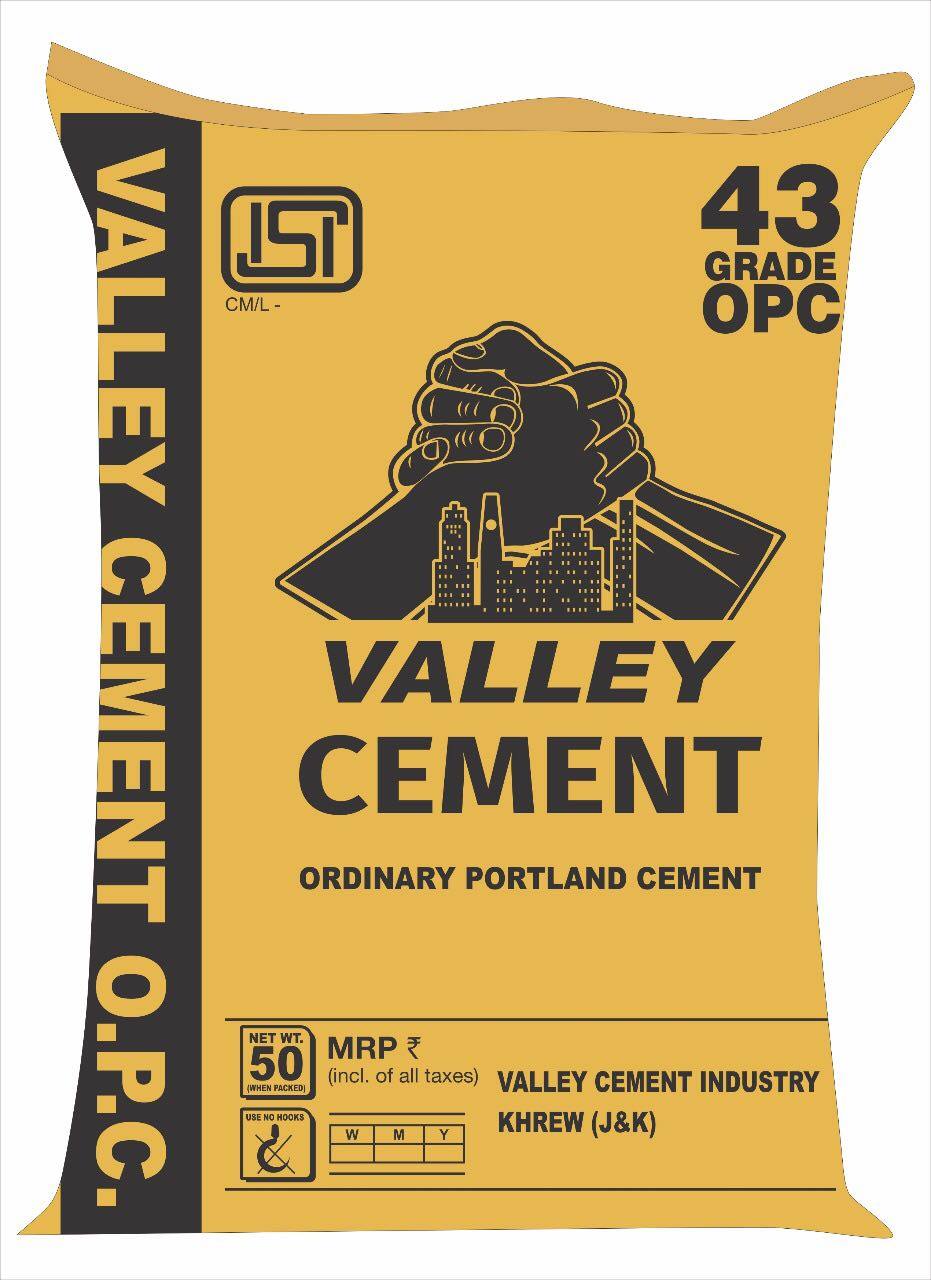 VALLEY CEMENT O.P.C.
ISI
CM/L -
43
GRADE
OPC
VALLEY
CEMENT
ORDINARY PORTLAND CEMENT
NET WT.
50
(WHEN PACKED)
MRP ₹
(incl. of all taxes)
VALLEY CEMENT INDUSTRY
KHREW (J&K)
USE NO HOOKS
W M Y